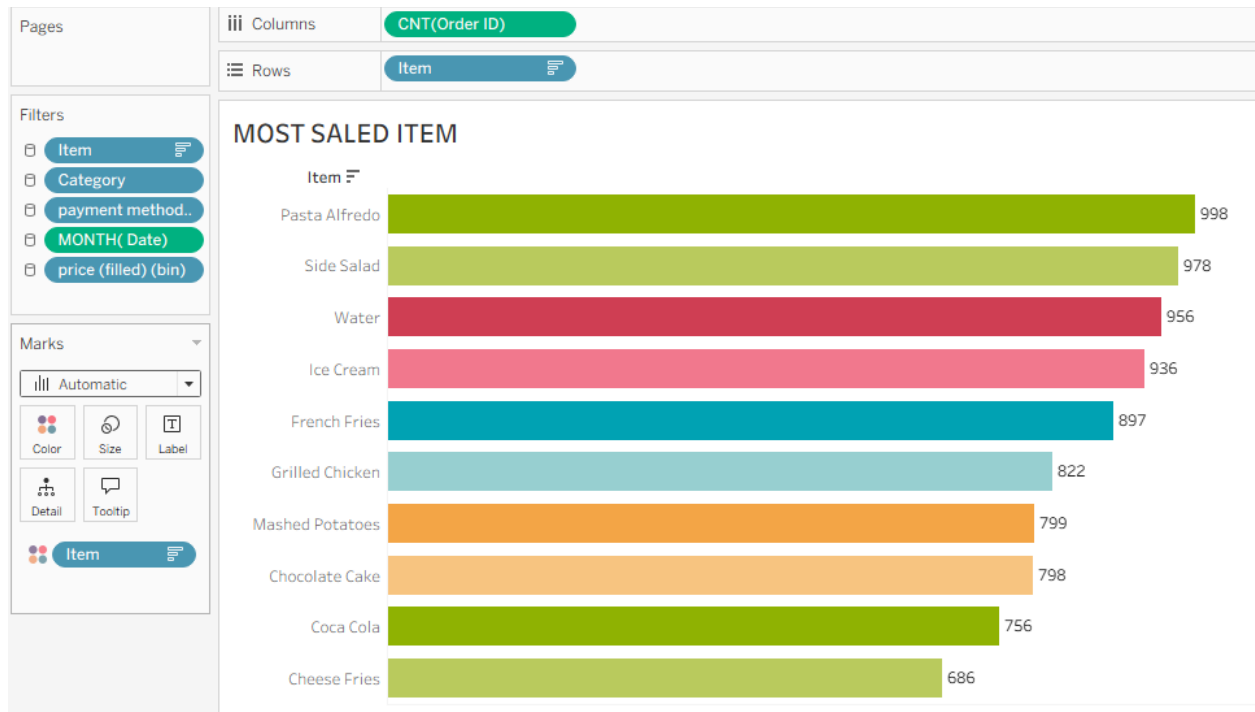 Pages
Columns
CNT(Order ID)
Rows
Item
Filters
Item
Category
payment method..
MONTH( Date)
price (filled) (bin)
Marks
Automatic
Color
Size
T
Label
Detail
Tooltip
Item
MOST SALED ITEM
Item
Pasta Alfredo 998
Side Salad 978
Water 956
Ice Cream 936
French Fries 897
Grilled Chicken 822
Mashed Potatoes 799
Chocolate Cake 798
Coca Cola 756
Cheese Fries 686